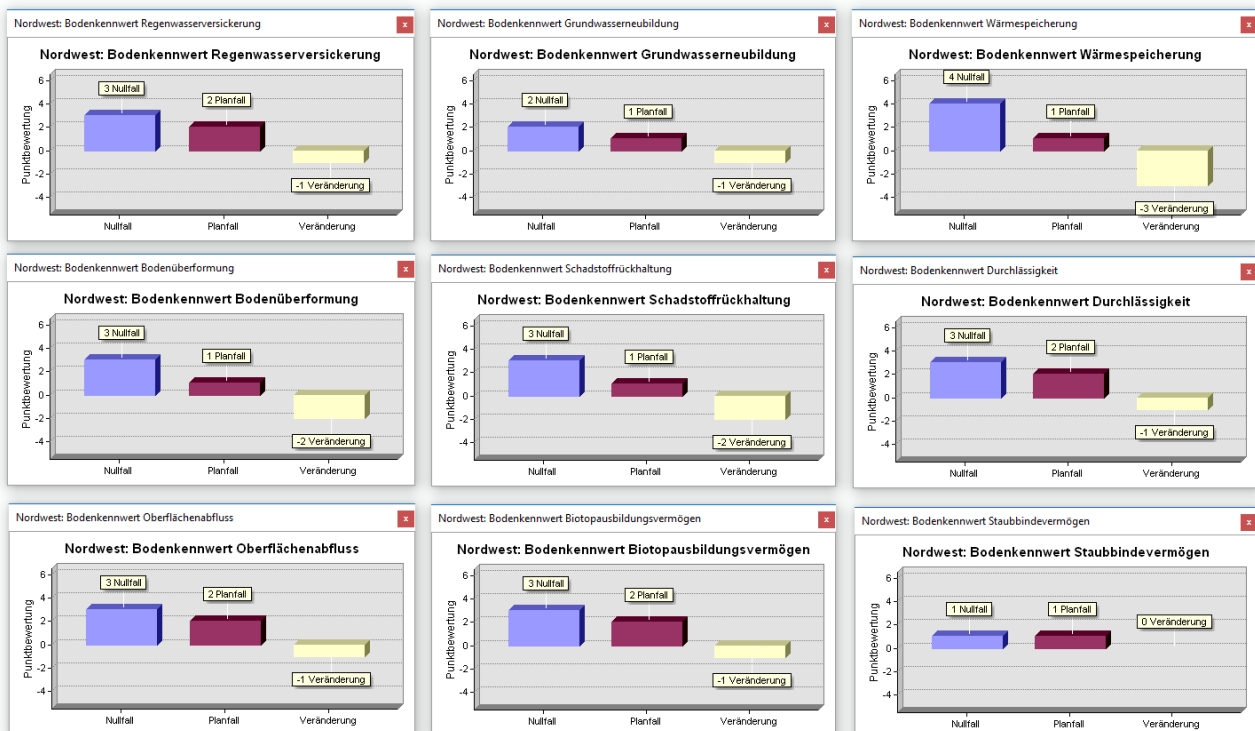 Nordwest: Bodenkennwert Regenwasserversickerung
x
Nordwest: Bodenkennwert Regenwasserversickerung
Punktbewertung
6
4
2
0
-2
-4
3 Nullfall
2 Planfall
-1 Veränderung
Nullfall Planfall Veränderung
Nordwest: Bodenkennwert Grundwasserneubildung
x
Nordwest: Bodenkennwert Grundwasserneubildung
Punktbewertung
6
4
2
0
-2
-4
2 Nullfall
1 Planfall
-1 Veränderung
Nullfall Planfall Veränderung
Nordwest: Bodenkennwert Wärmespeicherung
x
Nordwest: Bodenkennwert Wärmespeicherung
Punktbewertung
6
4
2
0
-2
-4
4 Nullfall
1 Planfall
-3 Veränderung
Nullfall Planfall Veränderung
Nordwest: Bodenkennwert Bodenüberformung
x
Nordwest: Bodenkennwert Bodenüberformung
Punktbewertung
6
4
2
0
-2
-4
3 Nullfall
1 Planfall
-2 Veränderung
Nullfall Planfall Veränderung
Nordwest: Bodenkennwert Schadstoffrückhaltung
x
Nordwest: Bodenkennwert Schadstoffrückhaltung
Punktbewertung
6
4
2
0
-2
-4
3 Nullfall
1 Planfall
-2 Veränderung
Nullfall Planfall Veränderung
Nordwest: Bodenkennwert Durchlässigkeit
x
Nordwest: Bodenkennwert Durchlässigkeit
Punktbewertung
6
4
2
0
-2
-4
3 Nullfall
2 Planfall
-1 Veränderung
Nullfall Planfall Veränderung
Nordwest: Bodenkennwert Oberflächenabfluss
x
Nordwest: Bodenkennwert Oberflächenabfluss
Punktbewertung
6
4
2
0
-2
-4
3 Nullfall
2 Planfall
-1 Veränderung
Nullfall Planfall Veränderung
Nordwest: Bodenkennwert Biotopausbildungsvermögen
x
Nordwest: Bodenkennwert Biotopausbildungsvermögen
Punktbewertung
6
4
2
0
-2
-4
3 Nullfall
2 Planfall
-1 Veränderung
Nullfall Planfall Veränderung
Nordwest: Bodenkennwert Staubbindevermögen
x
Nordwest: Bodenkennwert Staubbindevermögen
Punktbewertung
6
4
2
0
-2
-4
1 Nullfall
1 Planfall
0 Veränderung
Nullfall Planfall Veränderung